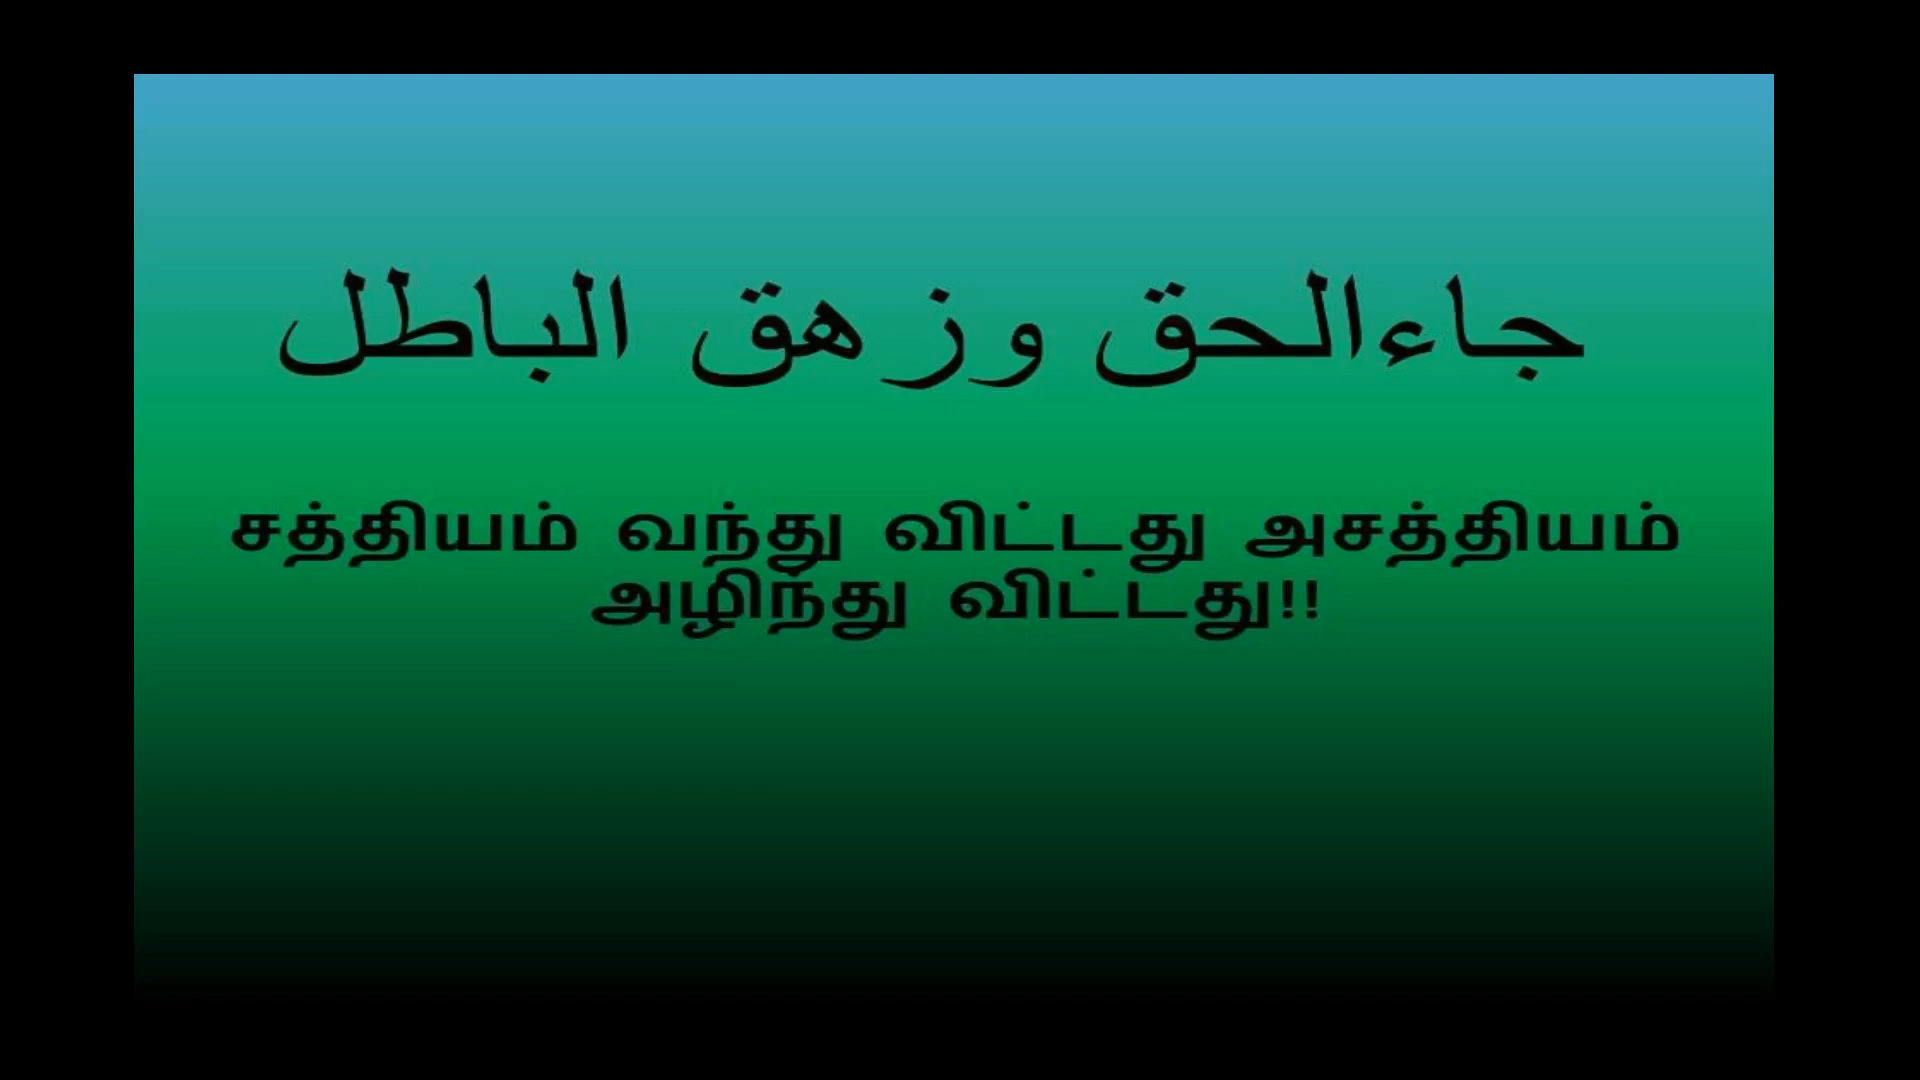 جاءالحق وزهق الباطل
சத்தியம் வந்து விட்டது அசத்தியம்
அழிந்து விட்டது!!